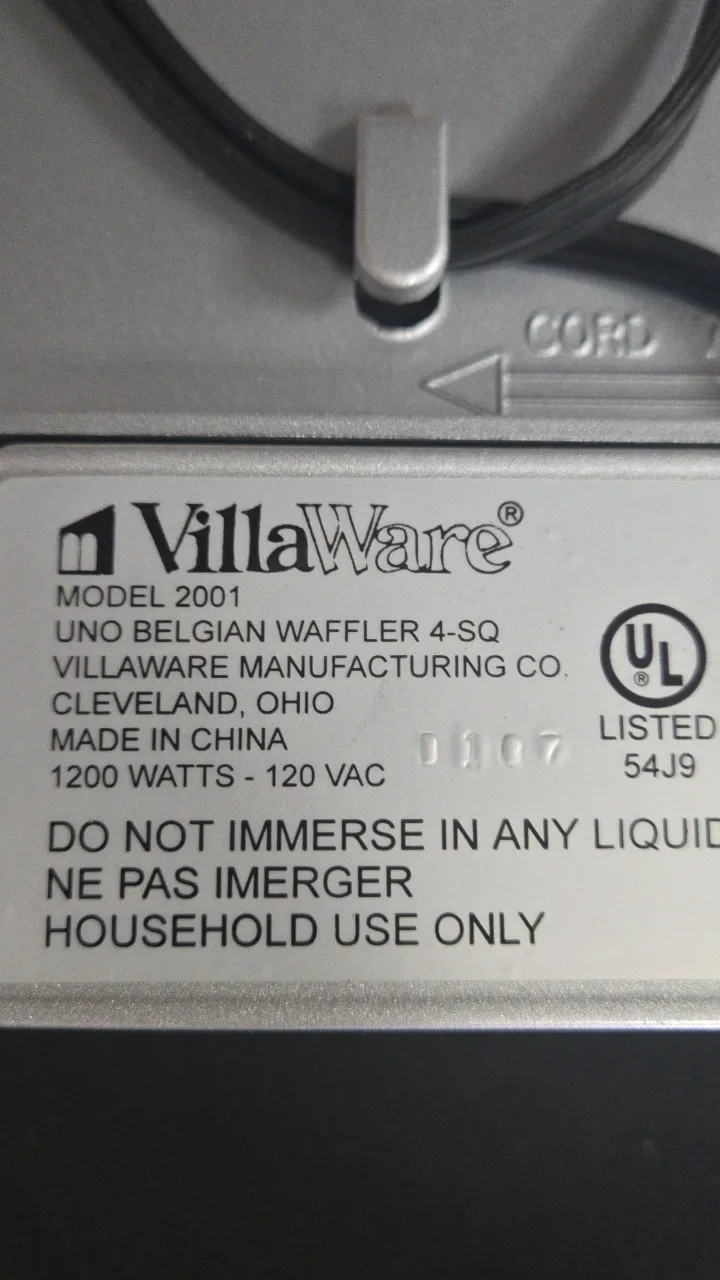 CORD
VillaWare®
MODEL 2001
UNO BELGIAN WAFFLER 4-SQ
VILLAWARE MANUFACTURING CO.
CLEVELAND, OHIO
MADE IN CHINA
1200 WATTS - 120 VAC
0107
UL®
LISTED
54J9
DO NOT IMMERSE IN ANY LIQUID
NE PAS IMERGER
HOUSEHOLD USE ONLY